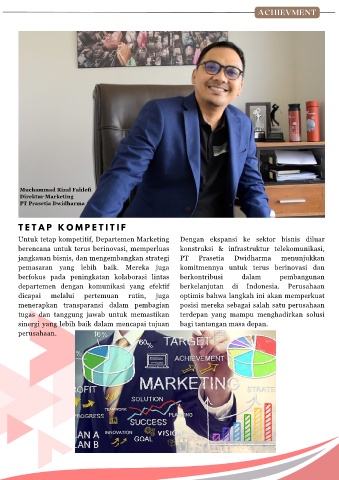 ACHIEVMENT
Muchammad Rizal Fahlefi
Direktur Marketing
PT Prasetia Dwidharma
TETAP KOMPETITIF
Untuk tetap kompetitif, Departemen Marketing
berencana untuk terus berinovasi, memperluas
jangkauan bisnis, dan mengembangkan strategi
pemasaran yang lebih baik. Mereka juga
berfokus pada peningkatan kolaborasi lintas
departemen dengan komunikasi yang efektif
dicapai melalui pertemuan rutin, juga
menerapkan transparansi dalam pembagian
tugas dan tanggung jawab untuk memastikan
sinergi yang lebih baik dalam mencapai tujuan
perusahaan.
Dengan ekspansi ke sektor bisnis diluar
konstruksi & infrastruktur telekomunikasi,
PT Prasetia Dwidharma menunjukkan
komitmennya untuk terus berinovasi dan
berkontribusi dalam pembangunan
berkelanjutan di Indonesia. Perusahaan
optimis bahwa langkah ini akan memperkuat
posisi mereka sebagai salah satu perusahaan
terdepan yang mampu menghadirkan solusi
bagi tantangan masa depan.
10%
60%
TARGET
ACHIEVEMENT
MARKETING
OFIT
STRATE
SOLUTION
TEAMWORK
PROGRESS
SUCCESS
PLANNING
LAN A
INNOVATION
VISION
GOAL
LAN B